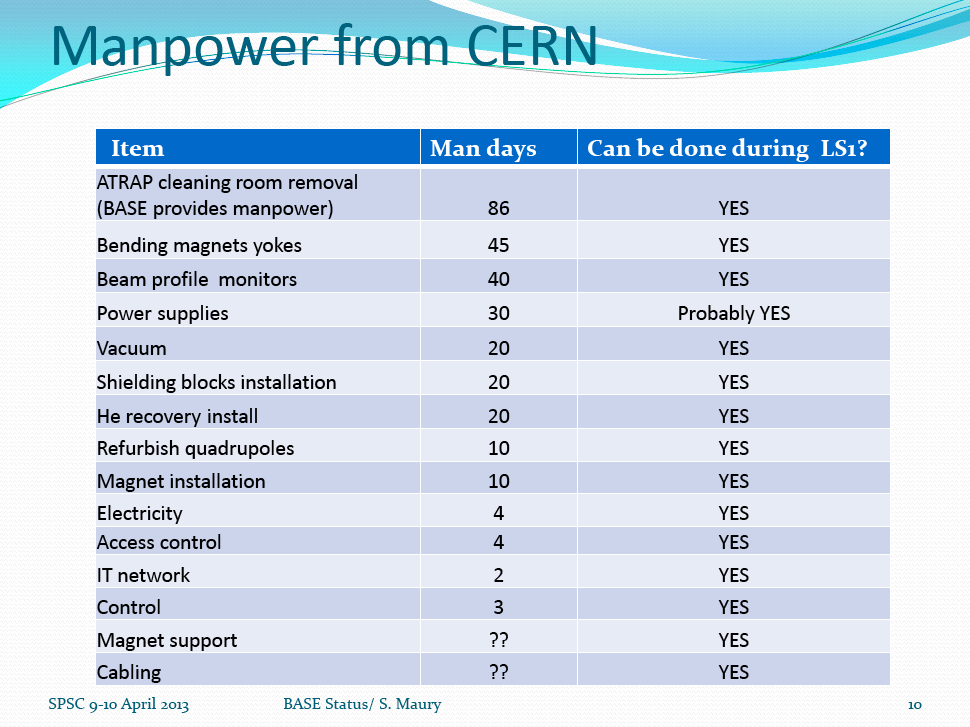 Manpower from CERN
Item Man days Can be done during LS1?
ATRAP cleaning room removal
(BASE provides manpower) 86 YES
Bending magnets yokes 45 YES
Beam profile monitors 40 YES
Power supplies 30 Probably YES
Vacuum 20 YES
Shielding blocks installation 20 YES
He recovery install 20 YES
Refurbish quadrupoles 10 YES
Magnet installation 10 YES
Electricity 4 YES
Access control 4 YES
IT network 2 YES
Control 3 YES
Magnet support ?? YES
Cabling ?? YES
SPSC 9-10 April 2013 BASE Status/ S. Maury 10